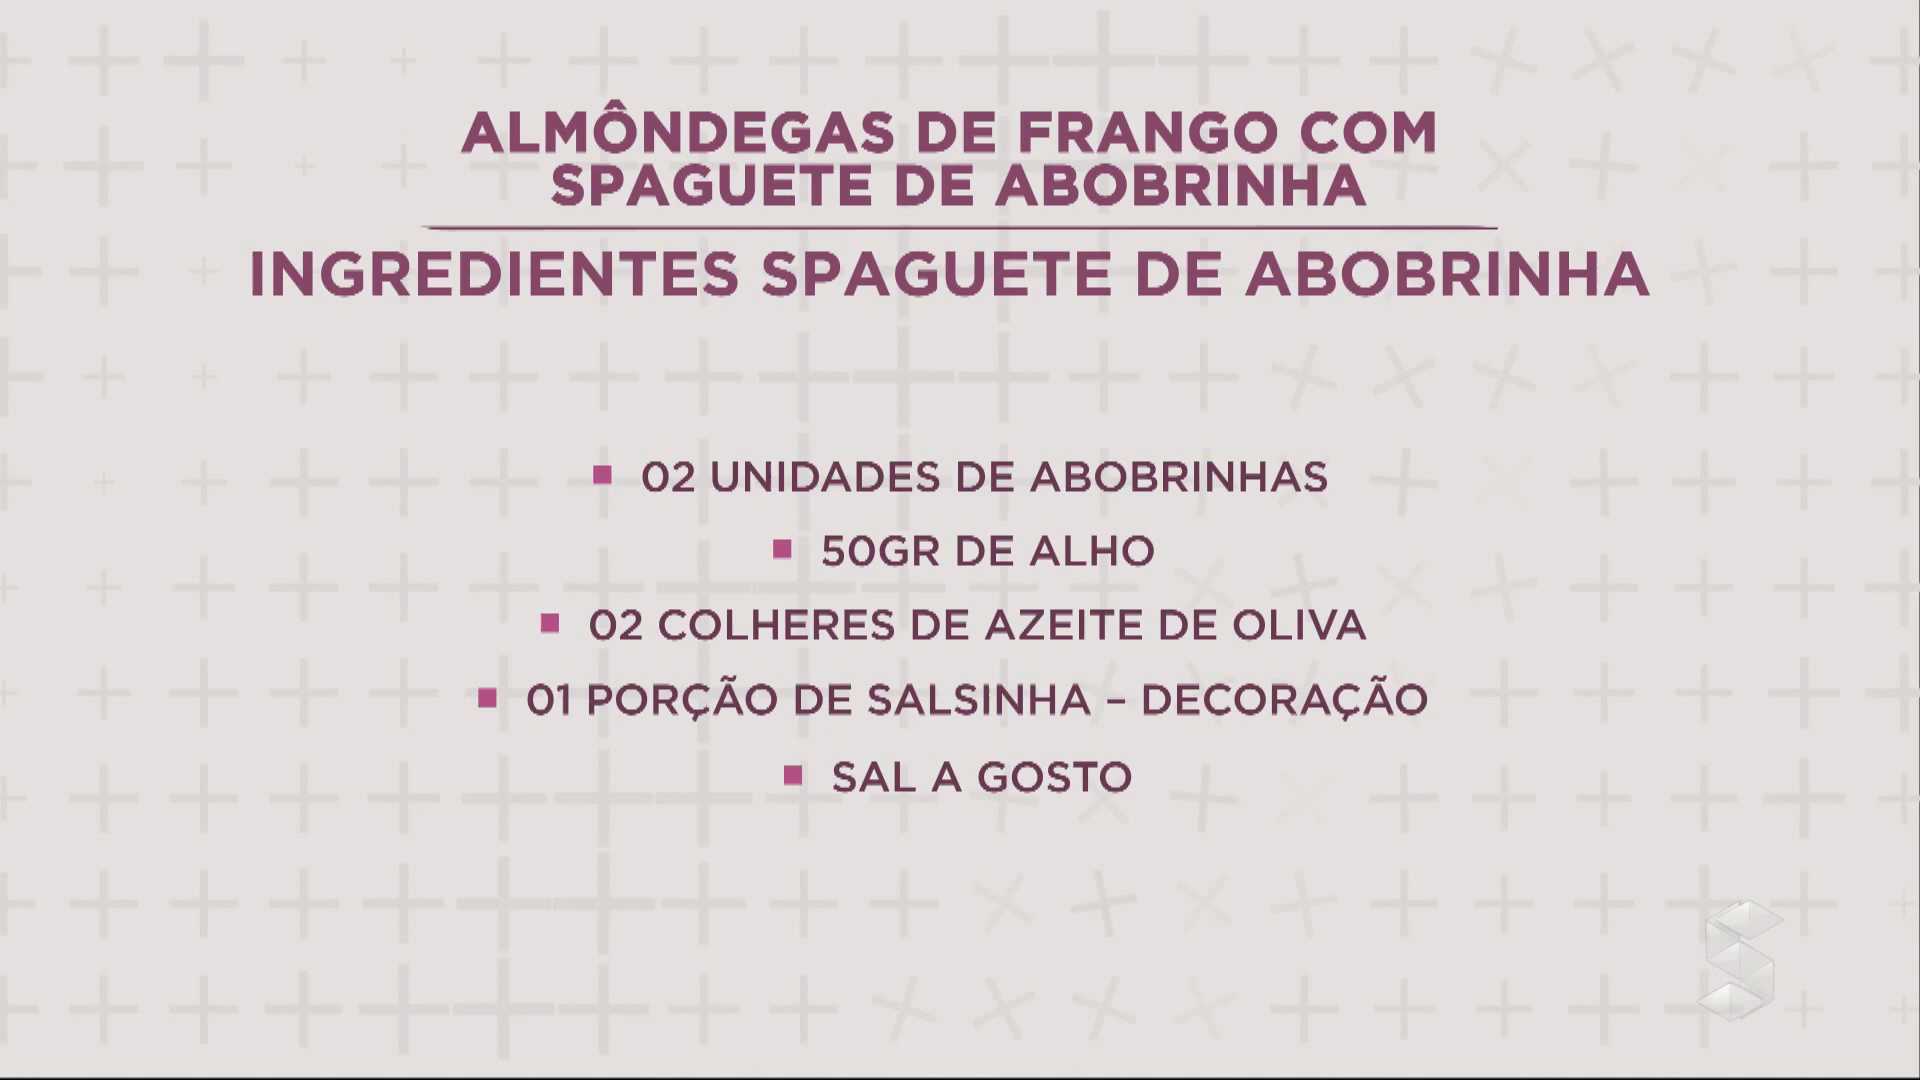 ALMÔNDEGAS DE FRANGO COM
SPAGUETE DE ABOBRINHA
INGREDIENTES SPAGUETE DE ABOBRINHA
02 UNIDADES DE ABOBRINHAS
50GR DE ALHO
02 COLHERES DE AZEITE DE OLIVA
01 PORÇÃO DE SALSINHA – DECORAÇÃO
SAL A GOSTO